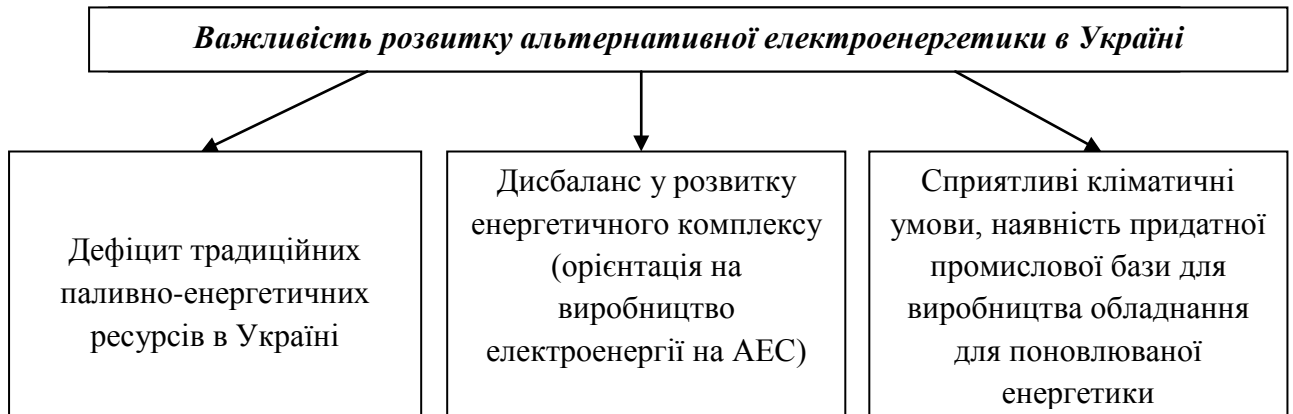 Важливість розвитку альтернативної електроенергетики в Україні
Дефіцит традиційних
паливно-енергетичних
ресурсів в Україні
Дисбаланс у розвитку
енергетичного комплексу
(орієнтація на
виробництво
електроенергії на АЕС)
Сприятливі кліматичні
умови, наявність придатної
промислової бази для
виробництва обладнання
для поновлюваної
енергетики